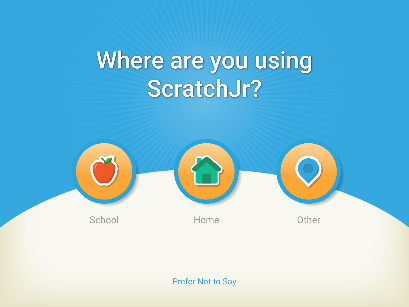 Where are you using
ScratchJr?
School
Home
Other
Prefer Not to Say